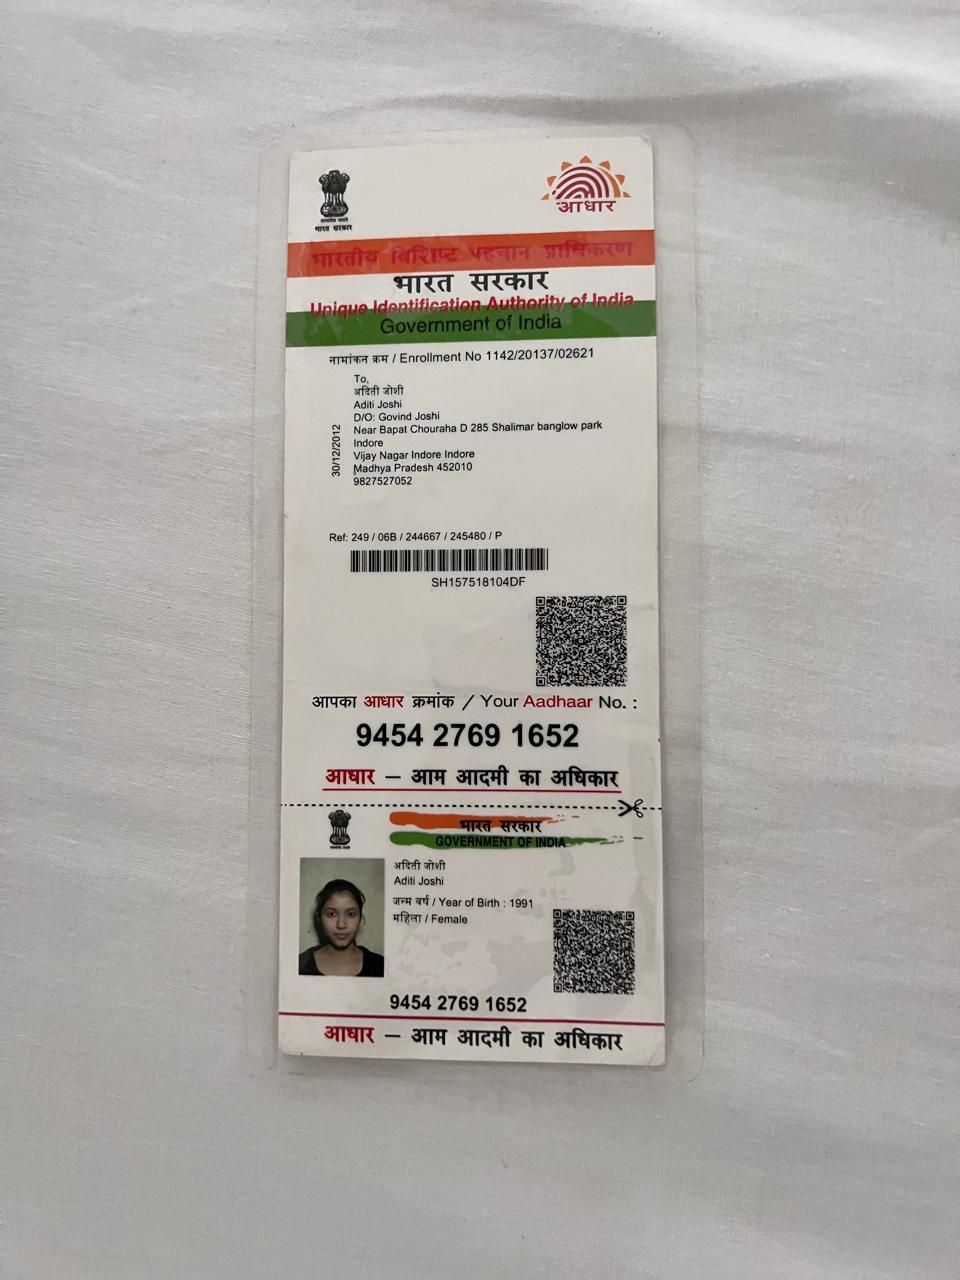 भारत सरकार
आधार
भारतीय विशिष्ट पहचान प्राधिकरण
भारत सरकार
Unique Identification Authority of India
Government of India
नामांकन क्रम / Enrollment No 1142/20137/02621
To,
अदिती जोशी
Aditi Joshi
D/O: Govind Joshi
Near Bapat Chouraha D 285 Shalimar banglow park
Indore
Vijay Nagar Indore Indore
Madhya Pradesh 452010
9827527052
30/12/2012
Ref: 249 / 06B / 244667 / 245480 / P
SH157518104DF
आपका आधार क्रमांक / Your Aadhaar No. :
9454 2769 1652
आधार – आम आदमी का अधिकार
भारत सरकार
GOVERNMENT OF INDIA
अदिती जोशी
Aditi Joshi
जन्म वर्ष / Year of Birth : 1991
महिला / Female
9454 2769 1652
आधार – आम आदमी का अधिकार